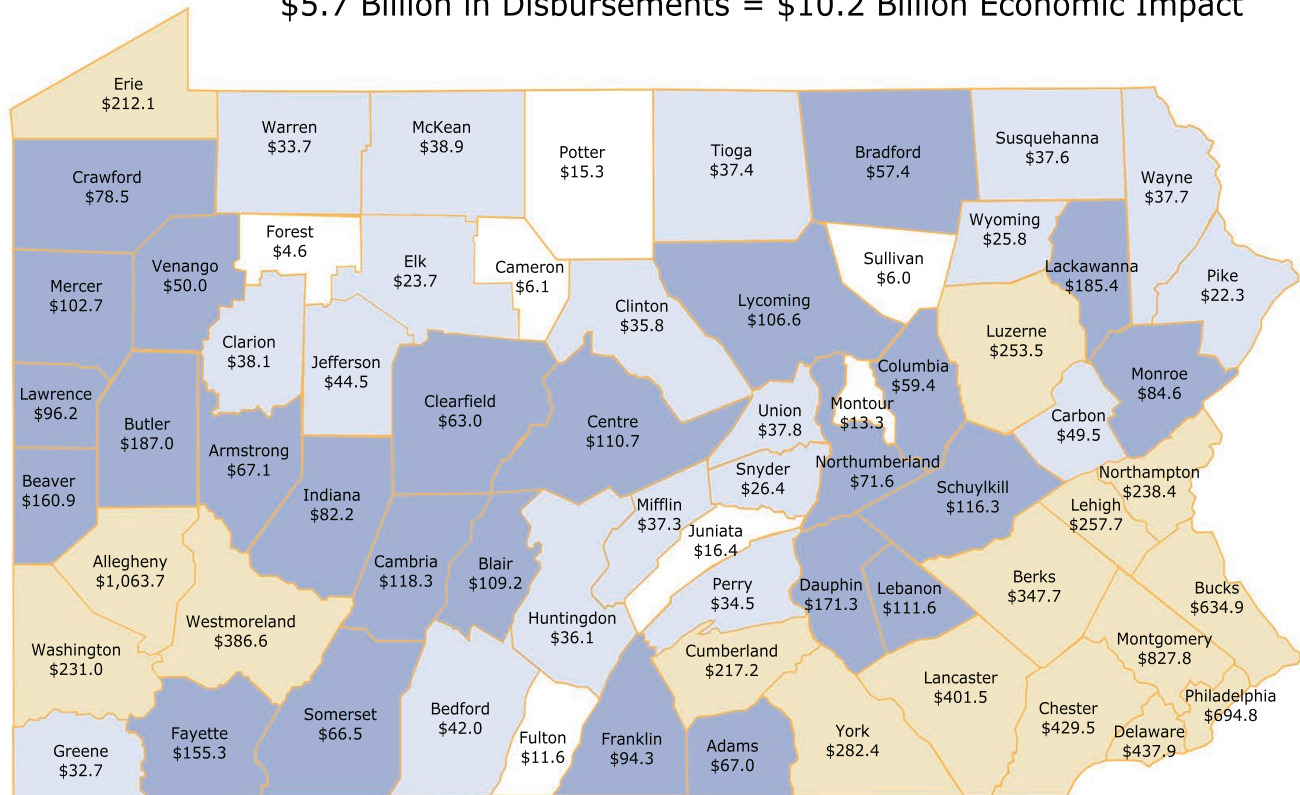 $5.7 Billion in Disbursements = $10.2 Billion Economic Impact
Erie
$212.1
Warren
$33.7
McKean
$38.9
Potter
$15.3
Tioga
$37.4
Bradford
$57.4
Susquehanna
$37.6
Wayne
$37.7
Crawford
$78.5
Forest
$4.6
Wyoming
$25.8
Venango
$50.0
Elk
$23.7
Cameron
$6.1
Sullivan
$6.0
Lackawanna
$185.4
Pike
$22.3
Mercer
$102.7
Clinton
$35.8
Lycoming
$106.6
Luzerne
$253.5
Clarion
$38.1
Jefferson
$44.5
Columbia
$59.4
Monroe
$84.6
Lawrence
$96.2
Clearfield
$63.0
Centre
$110.7
Union
$37.8
Montour
$13.3
Carbon
$49.5
Butler
$187.0
Armstrong
$67.1
Snyder
$26.4
Northumberland
$71.6
Northampton
$238.4
Beaver
$160.9
Indiana
$82.2
Mifflin
$37.3
Schuylkill
$116.3
Lehigh
$257.7
Juniata
$16.4
Allegheny
$1,063.7
Cambria
$118.3
Blair
$109.2
Perry
$34.5
Dauphin
$171.3
Lebanon
$111.6
Berks
$347.7
Bucks
$634.9
Westmoreland
$386.6
Huntingdon
$36.1
Washington
$231.0
Cumberland
$217.2
Montgomery
$827.8
Lancaster
$401.5
Philadelphia
$694.8
Fayette
$155.3
Somerset
$66.5
Bedford
$42.0
Chester
$429.5
Greene
$32.7
Fulton
$11.6
Franklin
$94.3
Adams
$67.0
York
$282.4
Delaware
$437.9